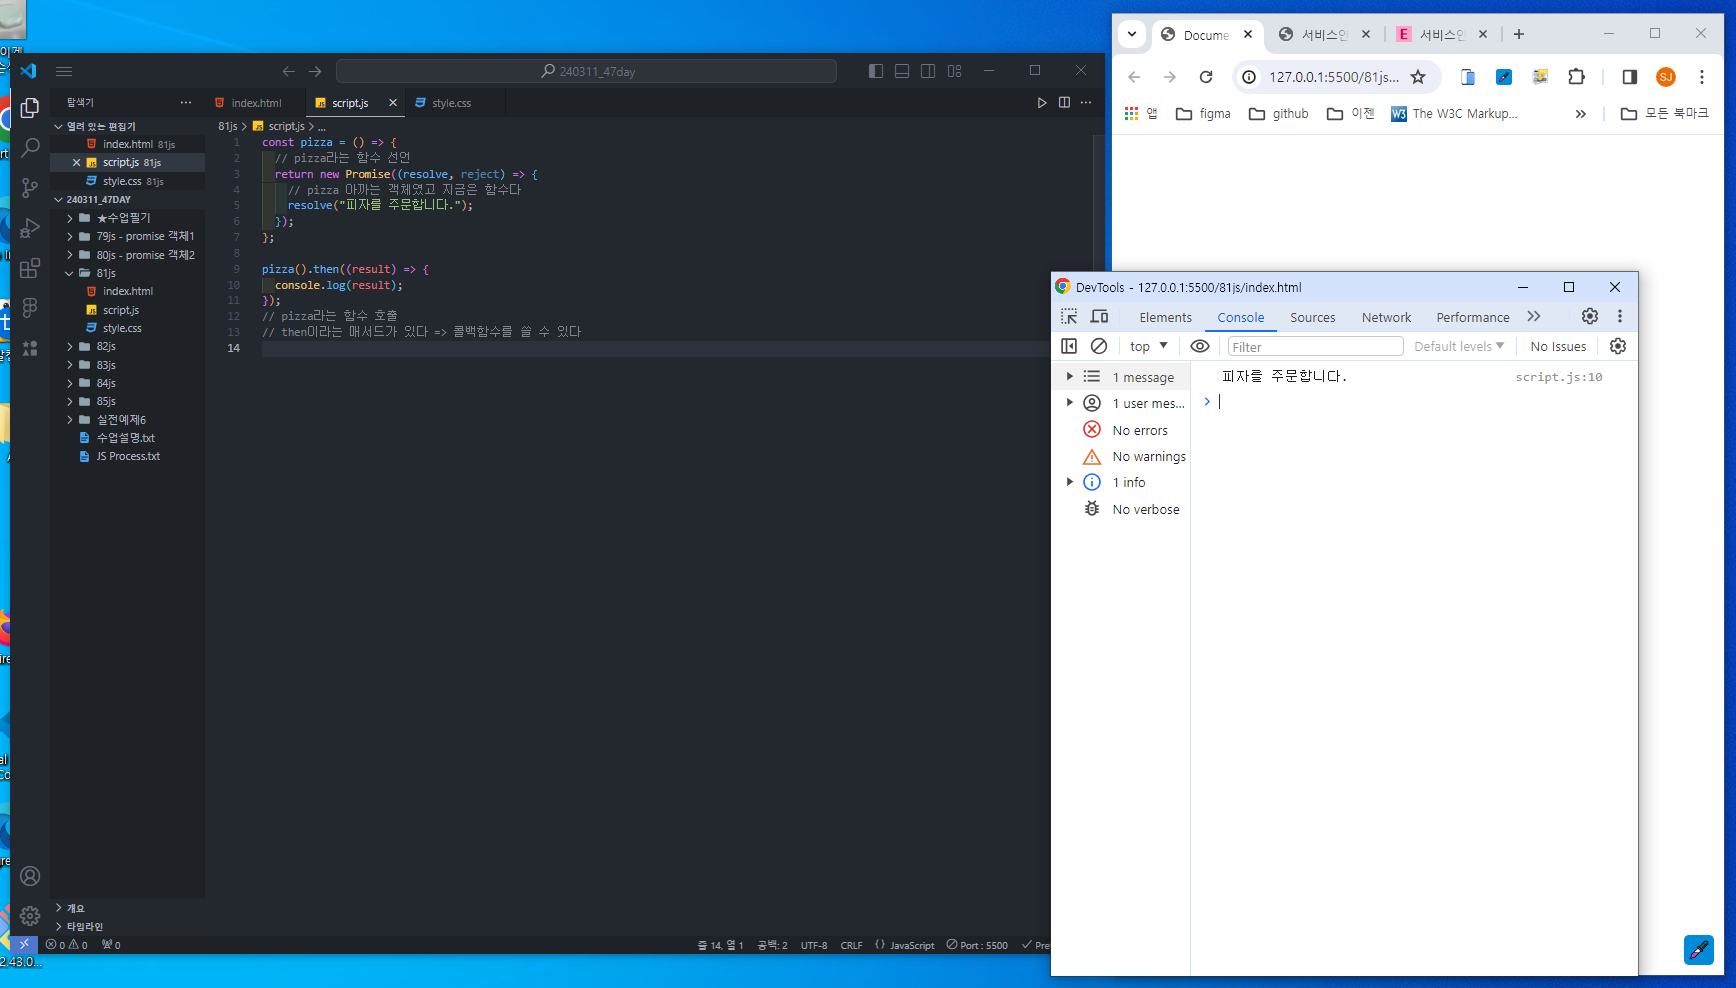 240311_47day
탐색기
열려 있는 편집기
index.html 81js
script.js 81js
style.css 81js
240311_47DAY
★수업필기
79js - promise 객체1
80js - promise 객체2
81js
index.html
script.js
style.css
82js
83js
84js
85js
실전예제6
수업설명.txt
JS Process.txt
개요
타임라인
index.html
script.js
style.css
81js > script.js > ...
1 const pizza = () => {
2 // pizza라는 함수 선언
3 return new Promise((resolve, reject) => {
4 // pizza 아까는 객체였고 지금은 함수다
5 resolve("피자를 주문합니다.");
6 });
7 };
8
9 pizza().then((result) => {
10 console.log(result);
11 });
12 // pizza라는 함수 호출
13 // then이라는 매서드가 있다 => 콜백함수를 쓸 수 있다
14
0 0 0
줄 14, 열 1 공백: 2 UTF-8 CRLF {} JavaScript Port : 5500
2.43.0...
Docume
서비스인
E 서비스인
127.0.0.1:5500/81js...
SJ
앱 figma github 이젠 W3 The W3C Markup... 모든 북마크
DevTools - 127.0.0.1:5500/81js/index.html
Elements Console Sources Network Performance
top Filter Default levels No Issues
1 message
1 user mes...
No errors
No warnings
1 info
No verbose
피자를 주문합니다. script.js:10